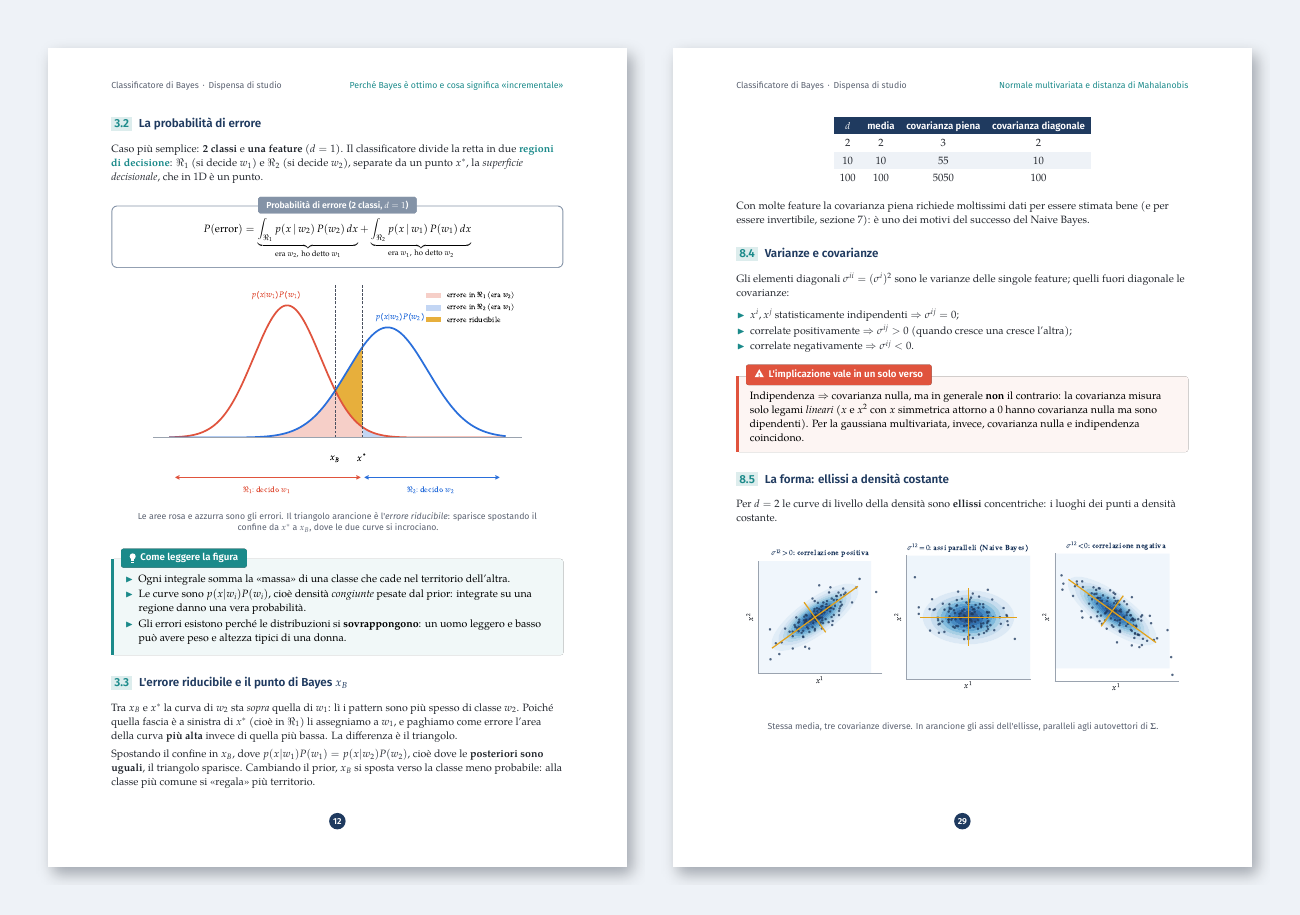 Classificatore di Bayes · Dispensa di studio
Perché Bayes è ottimo e cosa significa «incrementale»
3.2 La probabilità di errore
Caso più semplice: 2 classi e una feature (d = 1). Il classificatore divide la retta in due regioni
di decisione: ℜ₁ (si decide w₁) e ℜ₂ (si decide w₂), separate da un punto x*, la superficie
decisionale, che in 1D è un punto.
Probabilità di errore (2 classi, d = 1)
P(error) = ∫ℜ₁ p(x | w₂) P(w₂) dx + ∫ℜ₂ p(x | w₁) P(w₁) dx
era w₂, ho detto w₁
era w₁, ho detto w₂
p(x|w₁)P(w₁)
p(x|w₂)P(w₂)
errore in ℜ₁ (era w₂)
errore in ℜ₂ (era w₁)
errore riducibile
x_B x*
ℜ₁: decido w₁
ℜ₂: decido w₂
Le aree rosa e azzurra sono gli errori. Il triangolo arancione è l'errore riducibile: sparisce spostando il
confine da x* a x_B, dove le due curve si incrociano.
Come leggere la figura
► Ogni integrale somma la «massa» di una classe che cade nel territorio dell'altra.
► Le curve sono p(x|wᵢ)P(wᵢ), cioè densità congiunte pesate dal prior: integrate su una
regione danno una vera probabilità.
► Gli errori esistono perché le distribuzioni si sovrappongono: un uomo leggero e basso
può avere peso e altezza tipici di una donna.
3.3 L'errore riducibile e il punto di Bayes x_B
Tra x_B e x* la curva di w₂ sta sopra quella di w₁: lì i pattern sono più spesso di classe w₂. Poiché
quella fascia è a sinistra di x* (cioè in ℜ₁) li assegniamo a w₁, e paghiamo come errore l'area
della curva più alta invece di quella più bassa. La differenza è il triangolo.
Spostando il confine in x_B, dove p(x|w₁)P(w₁) = p(x|w₂)P(w₂), cioè dove le posteriori sono
uguali, il triangolo sparisce. Cambiando il prior, x_B si sposta verso la classe meno probabile: alla
classe più comune si «regala» più territorio.
12
Classificatore di Bayes · Dispensa di studio
Normale multivariata e distanza di Mahalanobis
d media covarianza piena covarianza diagonale
2 2 3 2
10 10 55 10
100 100 5050 100
Con molte feature la covarianza piena richiede moltissimi dati per essere stimata bene (e per
essere invertibile, sezione 7): è uno dei motivi del successo del Naive Bayes.
8.4 Varianze e covarianze
Gli elementi diagonali σⁱⁱ = (σⁱ)² sono le varianze delle singole feature; quelli fuori diagonale le
covarianze:
► xⁱ, xʲ statisticamente indipendenti ⇒ σⁱʲ = 0;
► correlate positivamente ⇒ σⁱʲ > 0 (quando cresce una cresce l'altra);
► correlate negativamente ⇒ σⁱʲ < 0.
L'implicazione vale in un solo verso
Indipendenza ⇒ covarianza nulla, ma in generale non il contrario: la covarianza misura
solo legami lineari (x e x² con x simmetrica attorno a 0 hanno covarianza nulla ma sono
dipendenti). Per la gaussiana multivariata, invece, covarianza nulla e indipendenza
coincidono.
8.5 La forma: ellissi a densità costante
Per d = 2 le curve di livello della densità sono ellissi concentriche: i luoghi dei punti a densità
costante.
σ¹² > 0: correlazione positiva
σ¹² = 0: assi paralleli (Naive Bayes)
σ¹² < 0: correlazione negativa
x²
x²
x²
x¹
x¹
x¹
Stessa media, tre covarianze diverse. In arancione gli assi dell'ellisse, paralleli agli autovettori di Σ.
29